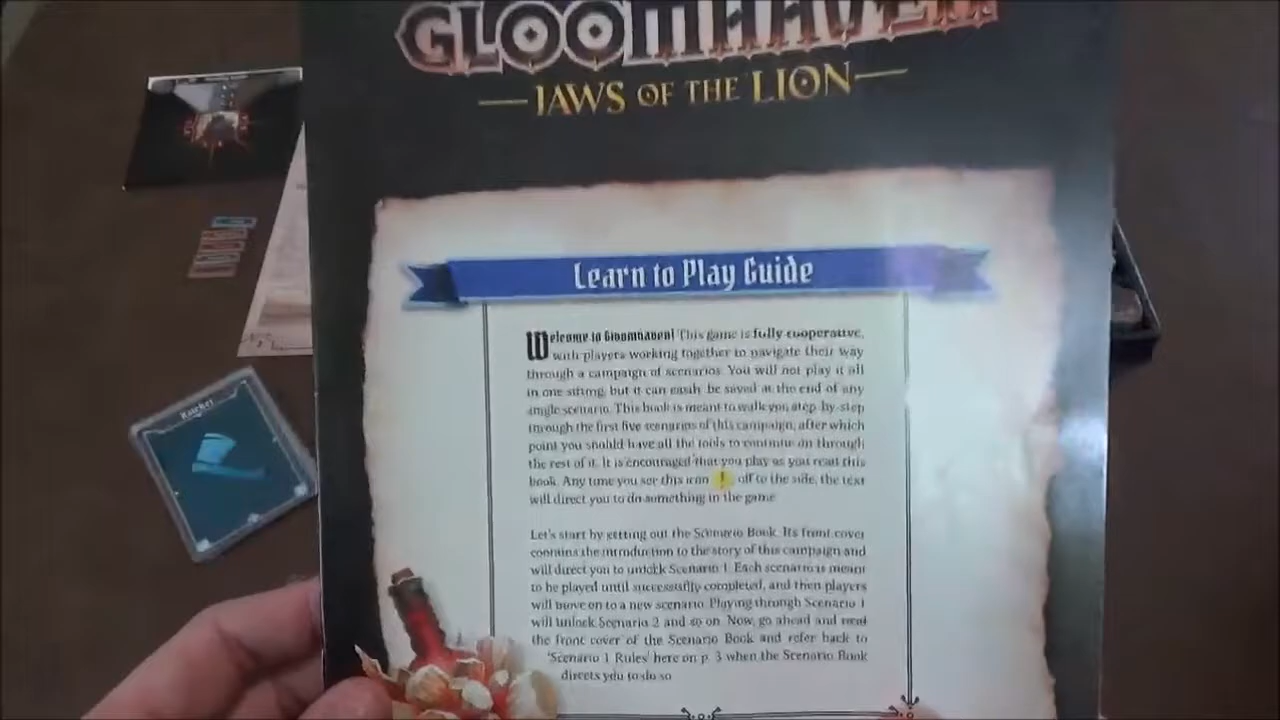 GLOOMHAVEN
JAWS OF THE LION
Learn to Play Guide
Welcome to Gloomhaven! This game is fully cooperative,
with players working together to navigate their way
through a campaign of scenarios. You will not play it all
in one sitting, but it can easily be saved at the end of any
single scenario. This book is meant to walk you step-by-step
through the first five scenarios of this campaign, after which
point you should have all the tools to continue on through
the rest of it. It is encouraged that you play as you read this
book. Any time you see this icon ! off to the side, the text
will direct you to do something in the game.
Let's start by getting out the Scenario Book. Its front cover
contains the introduction to the story of this campaign and
will direct you to unlock Scenario 1. Each scenario is meant
to be played until successfully completed, and then players
will move on to a new scenario. Playing through Scenario 1
will unlock Scenario 2 and so on. Now, go ahead and read
the front cover of the Scenario Book and refer back to
'Scenario 1 Rules' here on p. 3 when the Scenario Book
directs you to do so
Hatchet